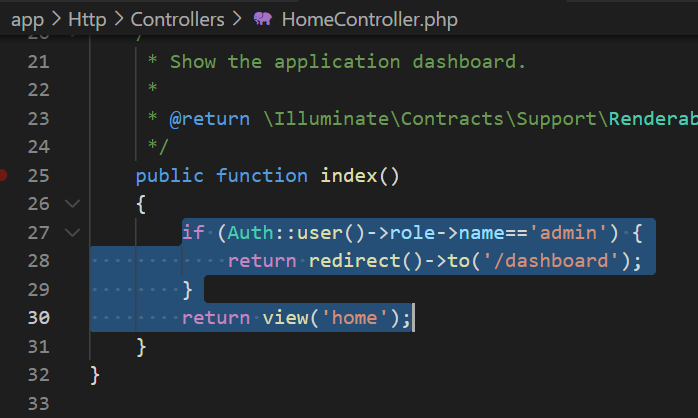 app > Http > Controllers > HomeController.php
20 /
21 * Show the application dashboard.
22 *
23 * @return \Illuminate\Contracts\Support\Renderab
24 */
25 public function index()
26 {
27 if (Auth::user()->role->name=='admin') {
28 return redirect()->to('/dashboard');
29 }
30 return view('home');
31 }
32 }
33